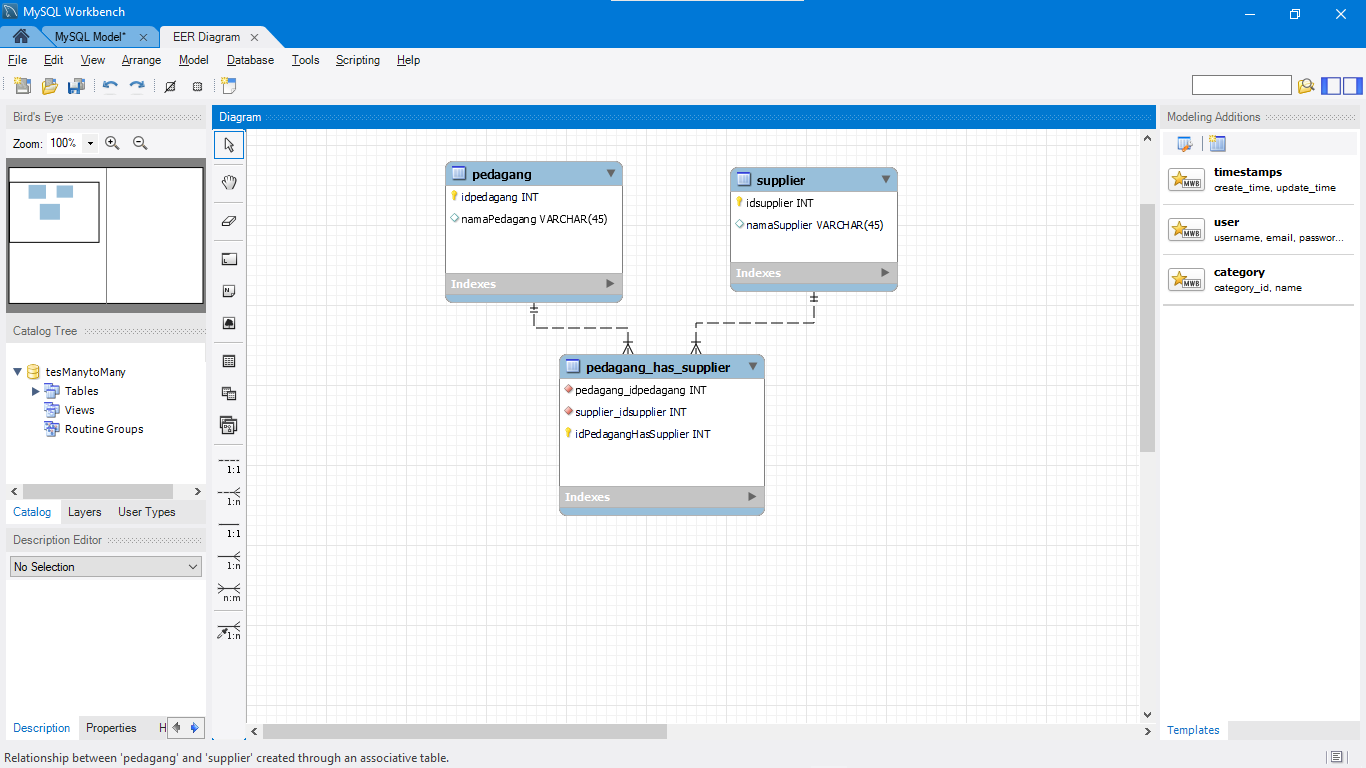 MySQL Workbench
MySQL Model*
EER Diagram
File Edit View Arrange Model Database Tools Scripting Help
Bird's Eye
Zoom: 100%
Catalog Tree
tesManytoMany
Tables
Views
Routine Groups
Catalog Layers User Types
Description Editor
No Selection
Description Properties H
Diagram
1:1
1:n
1:1
1:n
n:m
1:n
pedagang
idpedagang INT
namaPedagang VARCHAR(45)
Indexes
supplier
idsupplier INT
namaSupplier VARCHAR(45)
Indexes
pedagang_has_supplier
pedagang_idpedagang INT
supplier_idsupplier INT
idPedagangHasSupplier INT
Indexes
Modeling Additions
MWB
timestamps
create_time, update_time
MWB
user
username, email, passwor...
MWB
category
category_id, name
Templates
Relationship between 'pedagang' and 'supplier' created through an associative table.